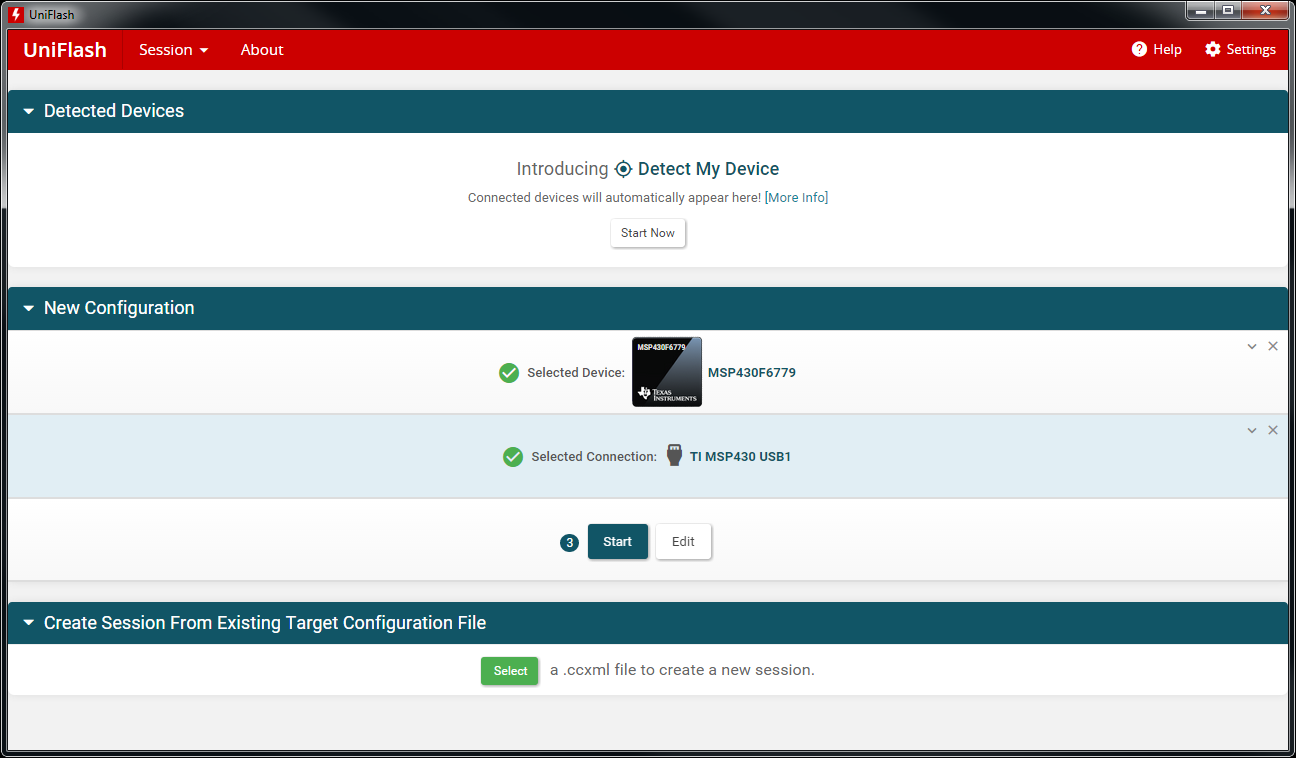 UniFlash
UniFlash Session About Help Settings
Detected Devices
Introducing Detect My Device
Connected devices will automatically appear here! [More Info]
Start Now
New Configuration
MSP430F6779
Selected Device: MSP430F6779
TEXAS
INSTRUMENTS
Selected Connection: TI MSP430 USB1
3 Start Edit
Create Session From Existing Target Configuration File
Select a .ccxml file to create a new session.